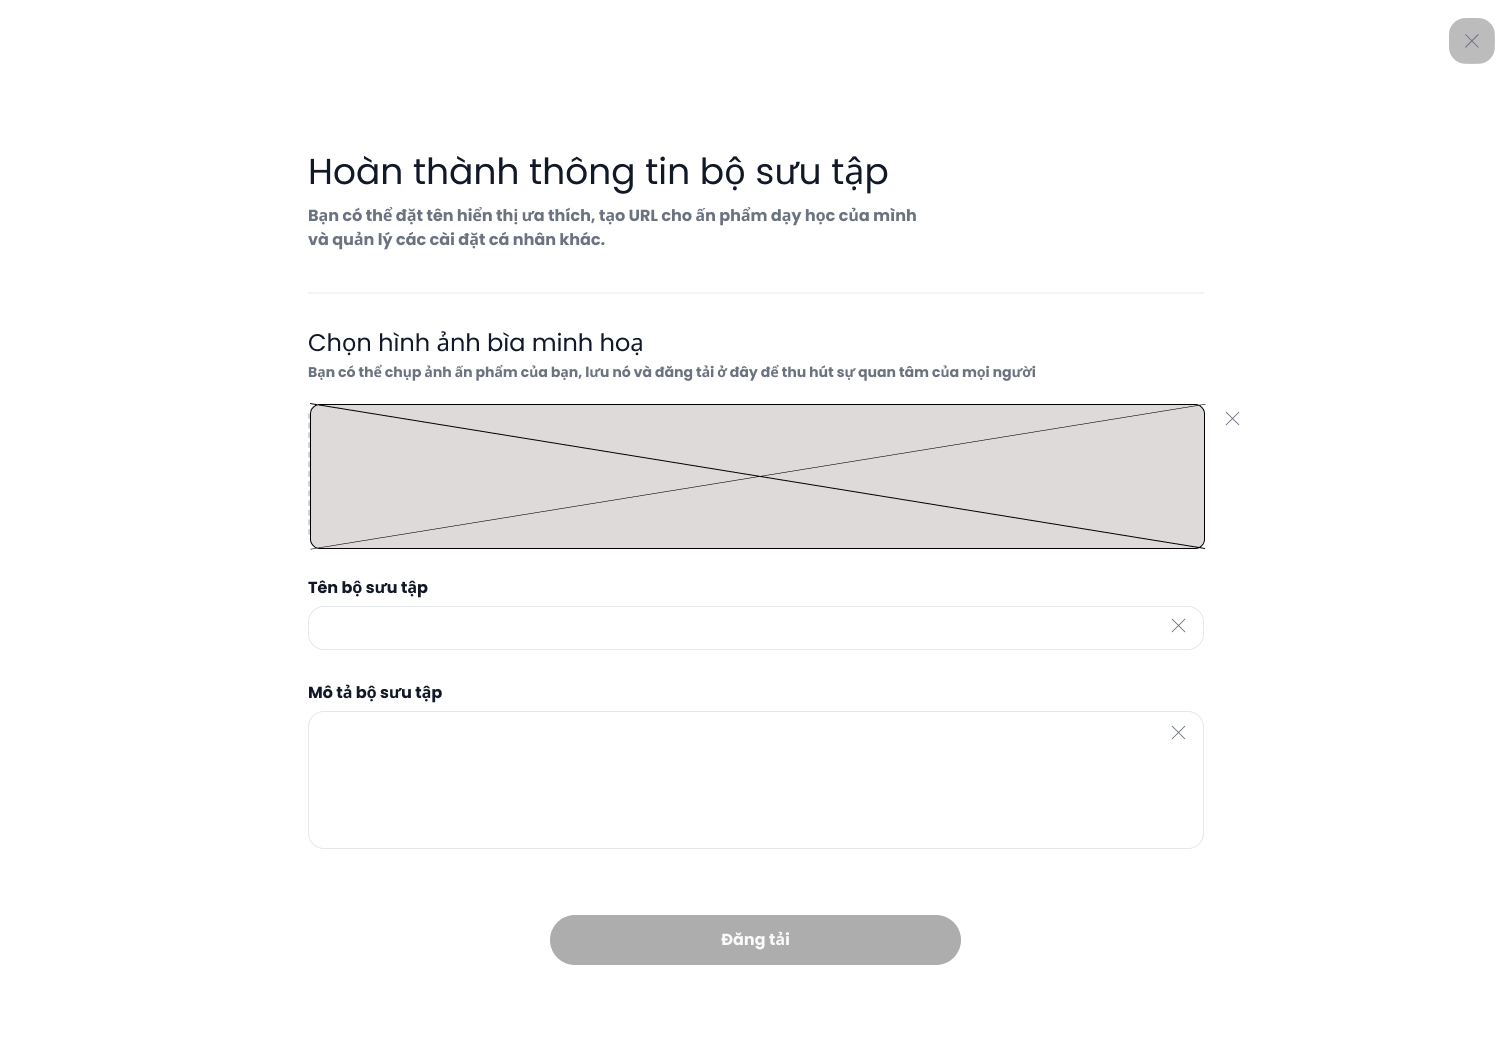 Hoàn thành thông tin bộ sưu tập
Bạn có thể đặt tên hiển thị ưa thích, tạo URL cho ấn phẩm dạy học của mình
và quản lý các cài đặt cá nhân khác.
Chọn hình ảnh bìa minh hoạ
Bạn có thể chụp ảnh ấn phẩm của bạn, lưu nó và đăng tải ở đây để thu hút sự quan tâm của mọi người
Tên bộ sưu tập
Mô tả bộ sưu tập
Đăng tải